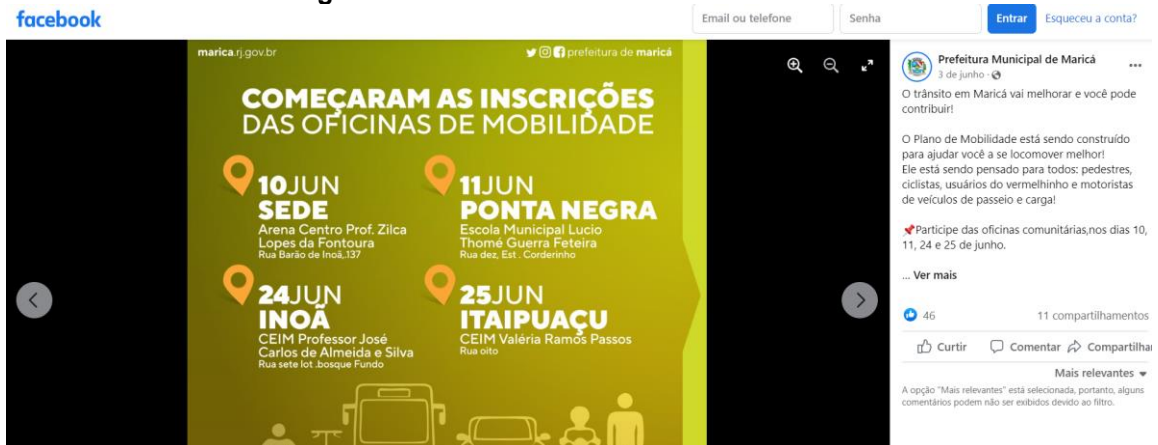 facebook
Email ou telefone
Senha
Entrar
Esqueceu a conta?
marica.rj.gov.br
prefeitura de maricá
COMEÇARAM AS INSCRIÇÕES
DAS OFICINAS DE MOBILIDADE
10JUN
SEDE
Arena Centro Prof. Zilca
Lopes da Fontoura
Rua Barão de Inoã,.137
11JUN
PONTA NEGRA
Escola Municipal Lucio
Thomé Guerra Feteira
Rua dez, Est . Corderinho
24JUN
INOÃ
CEIM Professor José
Carlos de Almeida e Silva
Rua sete lot .bosque Fundo
25JUN
ITAIPUAÇU
CEIM Valéria Ramos Passos
Rua oito
Prefeitura Municipal de Maricá
3 de junho ·
O trânsito em Maricá vai melhorar e você pode
contribuir!
O Plano de Mobilidade está sendo construído
para ajudar você a se locomover melhor!
Ele está sendo pensado para todos: pedestres,
ciclistas, usuários do vermelhinho e motoristas
de veículos de passeio e carga!
📌Participe das oficinas comunitárias,nos dias 10,
11, 24 e 25 de junho.
... Ver mais
46
11 compartilhamentos
Curtir
Comentar
Compartilhar
Mais relevantes
A opção "Mais relevantes" está selecionada, portanto, alguns
comentários podem não ser exibidos devido ao filtro.